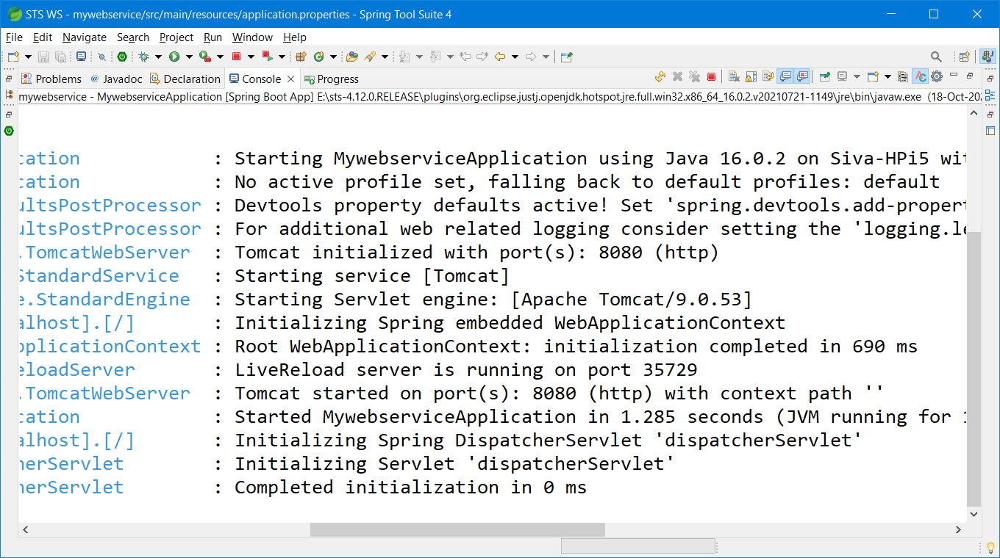 STS WS - mywebservice/src/main/resources/application.properties - Spring Tool Suite 4
File Edit Navigate Search Project Run Window Help
Problems @ Javadoc Declaration Console Progress
mywebservice - MywebserviceApplication [Spring Boot App] E:\sts-4.12.0.RELEASE\plugins\org.eclipse.justj.openjdk.hotspot.jre.full.win32.x86_64_16.0.2.v20210721-1149\jre\bin\javaw.exe (18-Oct-202
cation : Starting MywebserviceApplication using Java 16.0.2 on Siva-HPi5 wit
cation : No active profile set, falling back to default profiles: default
ultsPostProcessor : Devtools property defaults active! Set 'spring.devtools.add-propert
ultsPostProcessor : For additional web related logging consider setting the 'logging.le
.TomcatWebServer : Tomcat initialized with port(s): 8080 (http)
StandardService : Starting service [Tomcat]
e.StandardEngine : Starting Servlet engine: [Apache Tomcat/9.0.53]
alhost].[/] : Initializing Spring embedded WebApplicationContext
pplicationContext : Root WebApplicationContext: initialization completed in 690 ms
eloadServer : LiveReload server is running on port 35729
.TomcatWebServer : Tomcat started on port(s): 8080 (http) with context path ''
cation : Started MywebserviceApplication in 1.285 seconds (JVM running for 1
alhost].[/] : Initializing Spring DispatcherServlet 'dispatcherServlet'
herServlet : Initializing Servlet 'dispatcherServlet'
herServlet : Completed initialization in 0 ms